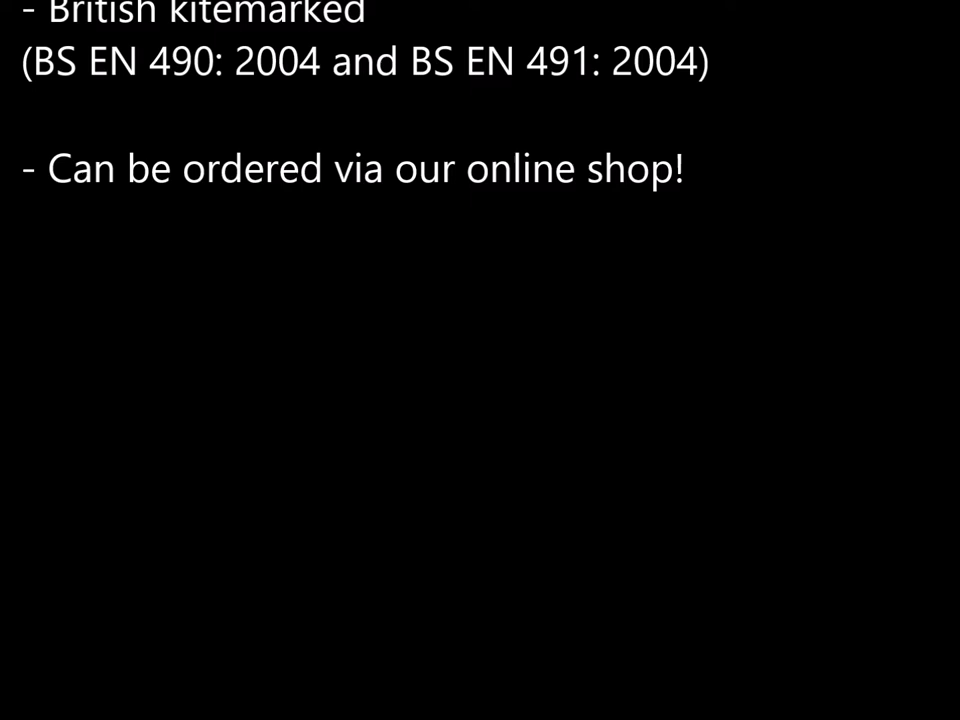 - British kitemarked
(BS EN 490: 2004 and BS EN 491: 2004)
- Can be ordered via our online shop!